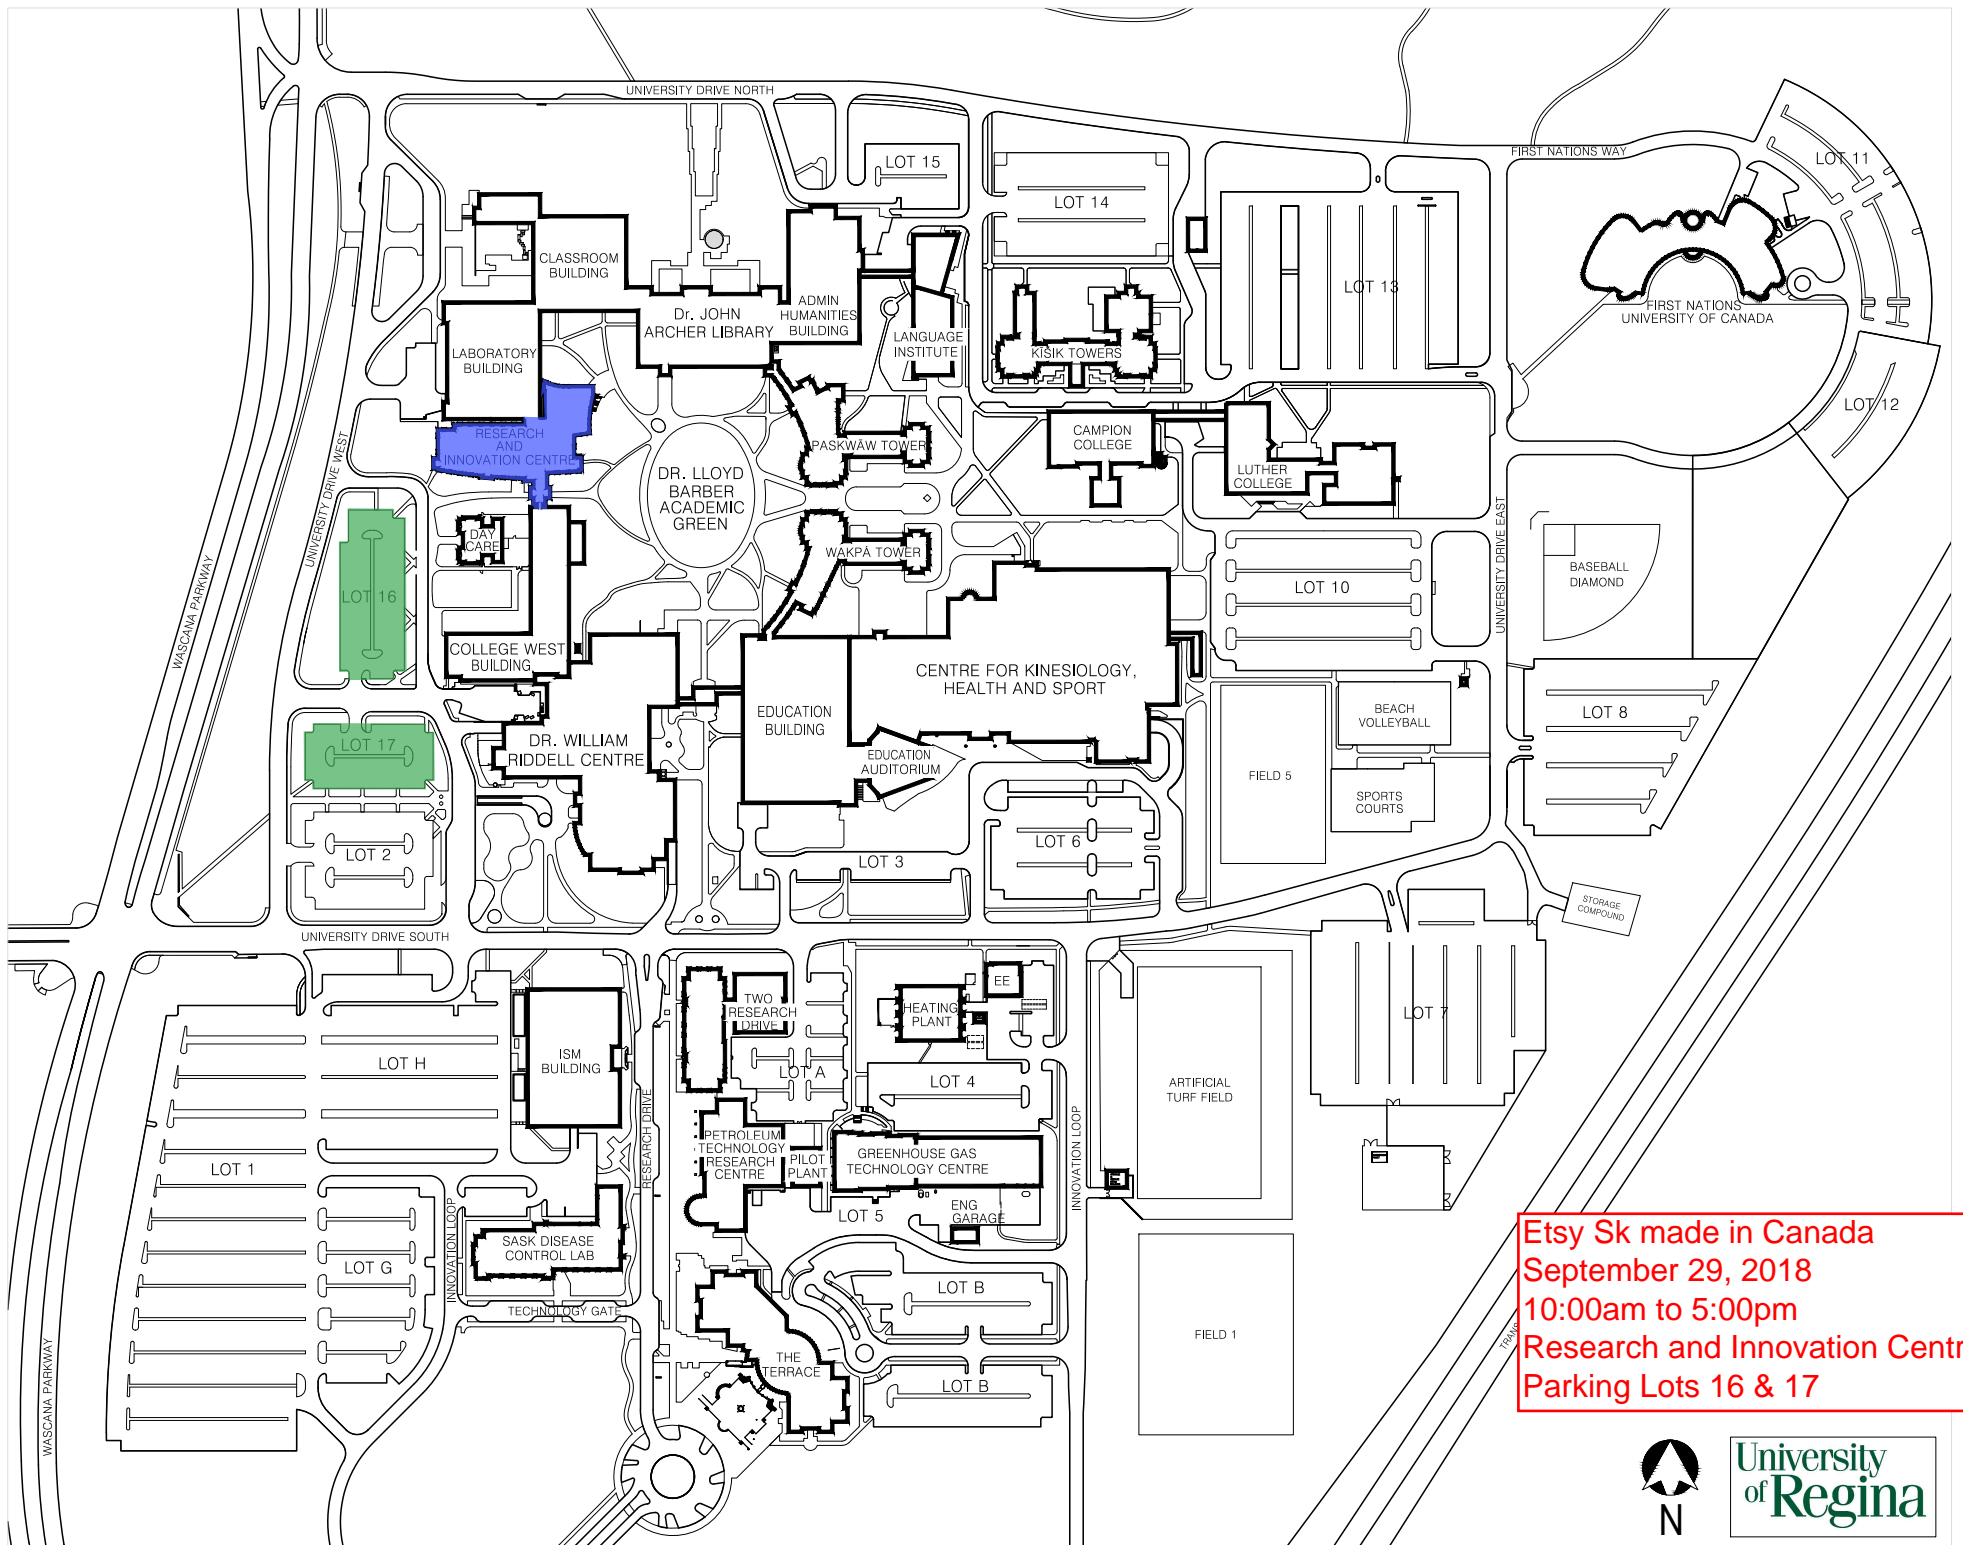 UNIVERSITY DRIVE NORTH
FIRST NATIONS WAY
LOT 15
LOT 11
LOT 14
CLASSROOM
BUILDING
LOT 13
ADMIN
HUMANITIES
BUILDING
Dr. JOHN
ARCHER LIBRARY
FIRST NATIONS
UNIVERSITY OF CANADA
LANGUAGE
INSTITUTE
KĪSIK TOWERS
LABORATORY
BUILDING
LOT 12
RESEARCH
AND
INNOVATION CENTRE
PASKWĀW TOWER
CAMPION
COLLEGE
LUTHER
COLLEGE
DR. LLOYD
BARBER
ACADEMIC
GREEN
UNIVERSITY DRIVE WEST
UNIVERSITY DRIVE EAST
DAY
CARE
WAKPĀ TOWER
BASEBALL
DIAMOND
LOT 10
LOT 16
WASCANA PARKWAY
COLLEGE WEST
BUILDING
CENTRE FOR KINESIOLOGY,
HEALTH AND SPORT
EDUCATION
BUILDING
BEACH
VOLLEYBALL
LOT 8
LOT 17
DR. WILLIAM
RIDDELL CENTRE
EDUCATION
AUDITORIUM
FIELD 5
SPORTS
COURTS
LOT 2
LOT 3
LOT 6
STORAGE
COMPOUND
UNIVERSITY DRIVE SOUTH
TWO
RESEARCH
DRIVE
EE
HEATING
PLANT
LOT 7
LOT H
ISM
BUILDING
LOT A
LOT 4
ARTIFICIAL
TURF FIELD
RESEARCH DRIVE
INNOVATION LOOP
PETROLEUM
TECHNOLOGY
RESEARCH
CENTRE
PILOT
PLANT
GREENHOUSE GAS
TECHNOLOGY CENTRE
LOT 1
LOT 5
ENG
GARAGE
INNOVATION LOOP
SASK DISEASE
CONTROL LAB
LOT G
LOT B
TECHNOLOGY GATE
FIELD 1
THE
TERRACE
LOT B
WASCANA PARKWAY
TRANS
Etsy Sk made in Canada
September 29, 2018
10:00am to 5:00pm
Research and Innovation Centr
Parking Lots 16 & 17
N
University
of Regina